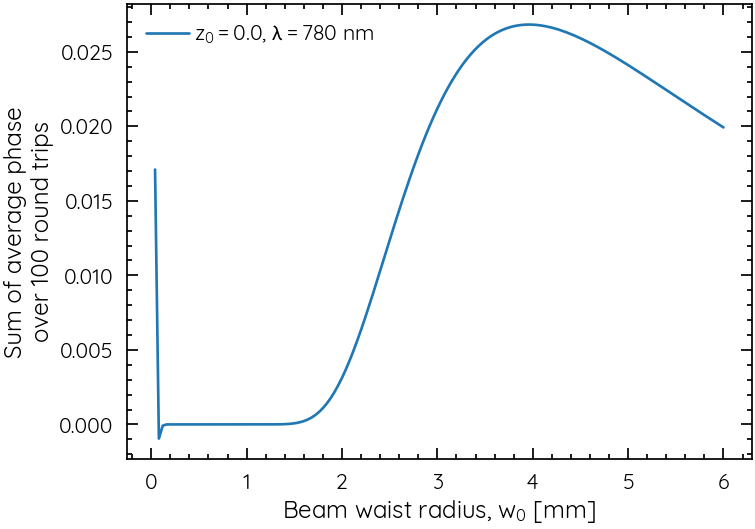 z₀ = 0.0, λ = 780 nm
0.025
0.020
0.015
0.010
0.005
0.000
Sum of average phase
over 100 round trips
0 1 2 3 4 5 6
Beam waist radius, w₀ [mm]